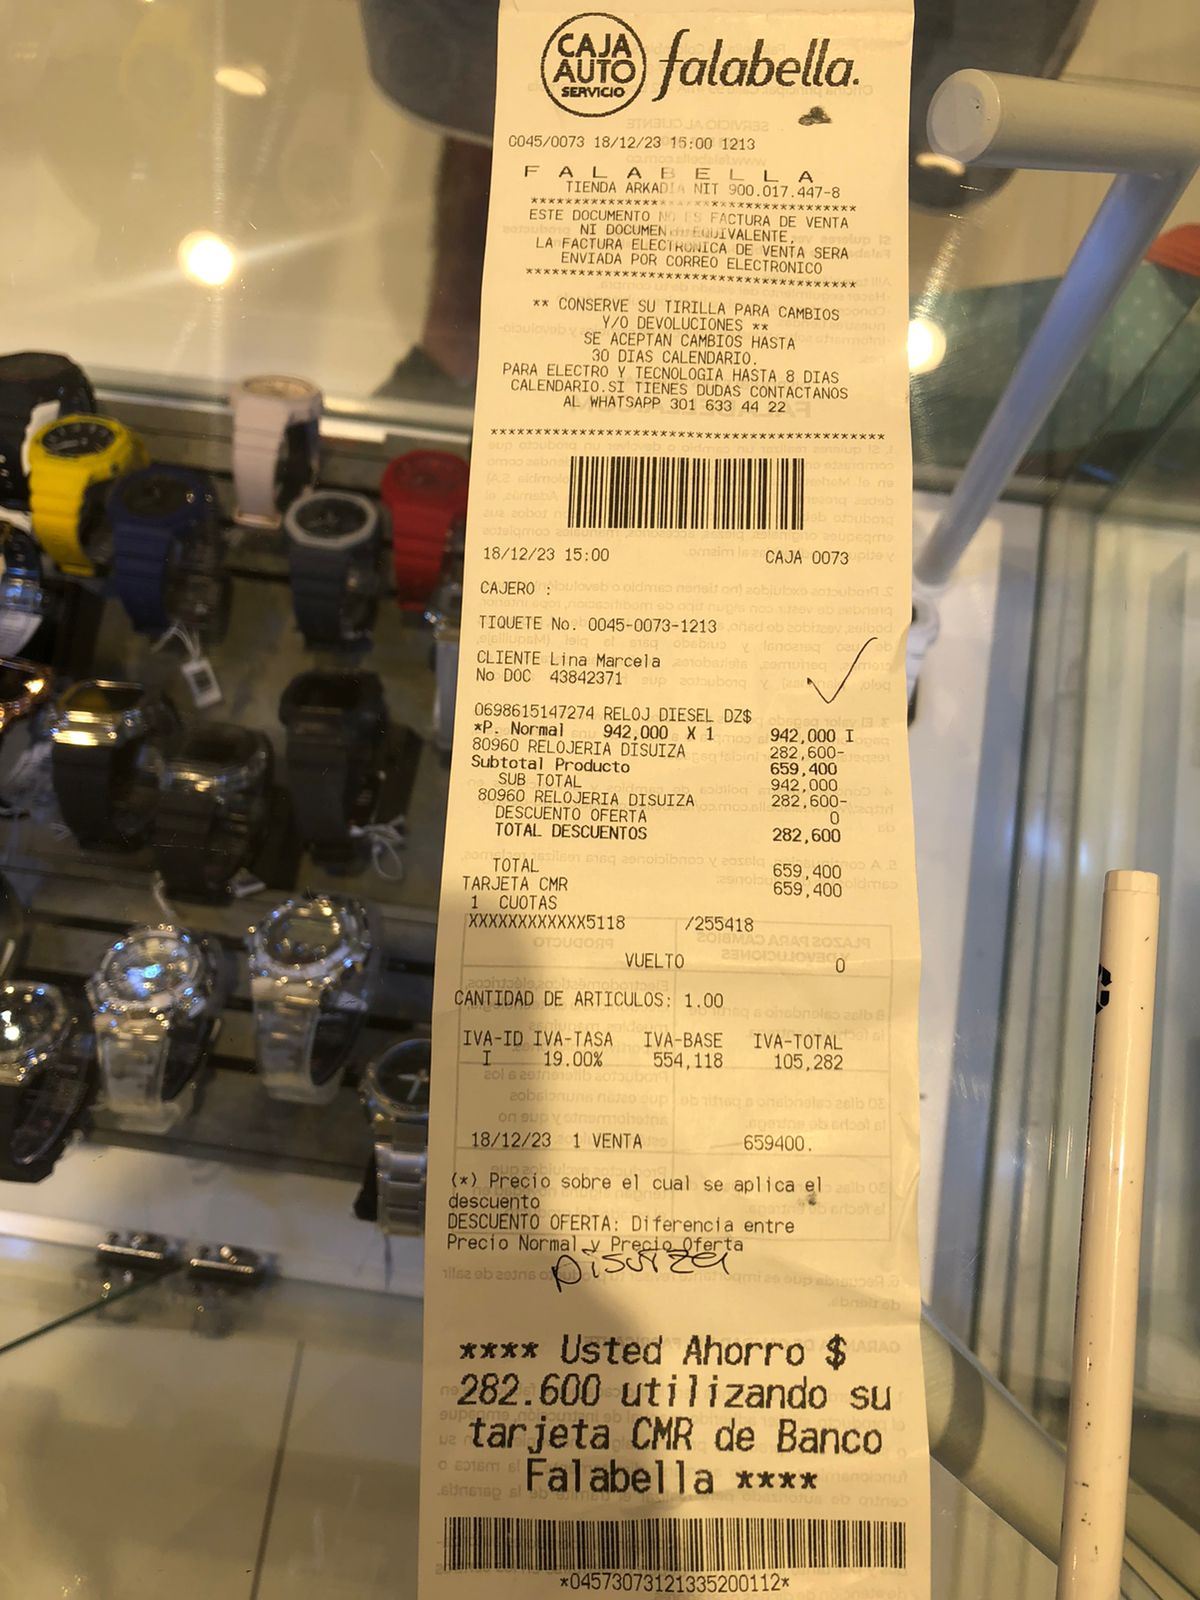 CAJA
AUTO
SERVICIO
falabella.
0045/0073 18/12/23 15:00 1213
F A L A B E L L A
TIENDA ARKADIA NIT 900.017.447-8
****************************************
ESTE DOCUMENTO NO ES FACTURA DE VENTA
NI DOCUMENTO EQUIVALENTE,
LA FACTURA ELECTRONICA DE VENTA SERA
ENVIADA POR CORREO ELECTRONICO
****************************************
** CONSERVE SU TIRILLA PARA CAMBIOS
Y/O DEVOLUCIONES **
SE ACEPTAN CAMBIOS HASTA
30 DIAS CALENDARIO.
PARA ELECTRO Y TECNOLOGIA HASTA 8 DIAS
CALENDARIO.SI TIENES DUDAS CONTACTANOS
AL WHATSAPP 301 633 44 22
****************************************
18/12/23 15:00 CAJA 0073
CAJERO :
TIQUETE No. 0045-0073-1213
CLIENTE Lina Marcela
No DOC 43842371
0698615147274 RELOJ DIESEL DZ$
*P. Normal 942,000 X 1 942,000 I
80960 RELOJERIA DISUIZA 282,600-
Subtotal Producto 659,400
SUB TOTAL 942,000
80960 RELOJERIA DISUIZA 282,600-
DESCUENTO OFERTA 0
TOTAL DESCUENTOS 282,600
TOTAL 659,400
TARJETA CMR 659,400
1 CUOTAS
XXXXXXXXXXXX5118 /255418
VUELTO 0
CANTIDAD DE ARTICULOS: 1.00
IVA-ID IVA-TASA IVA-BASE IVA-TOTAL
I 19.00% 554,118 105,282
18/12/23 1 VENTA 659400.
(*) Precio sobre el cual se aplica el
descuento
DESCUENTO OFERTA: Diferencia entre
Precio Normal y Precio Oferta
Disuiza
**** Usted Ahorro $
282.600 utilizando su
tarjeta CMR de Banco
Falabella ****
*04573073121335200112*